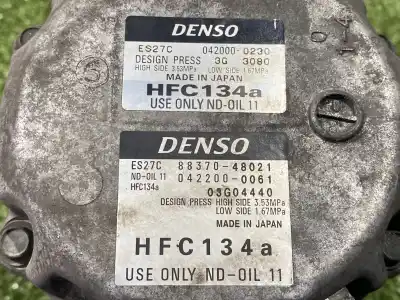 DENSO
ES27C 042000-0230
DESIGN PRESS 3G 3080
HIGH SIDE 3.53MPa LOW SIDE 1.67MPa
MADE IN JAPAN
HFC134a
USE ONLY ND-OIL 11
DENSO
ES27C 88370-48021
ND-OIL 11 042200-0061
HFC134a 03G04440
DESIGN PRESS HIGH SIDE 3.53MPa
LOW SIDE 1.67MPa
MADE IN JAPAN
HFC134a
USE ONLY ND-OIL 11